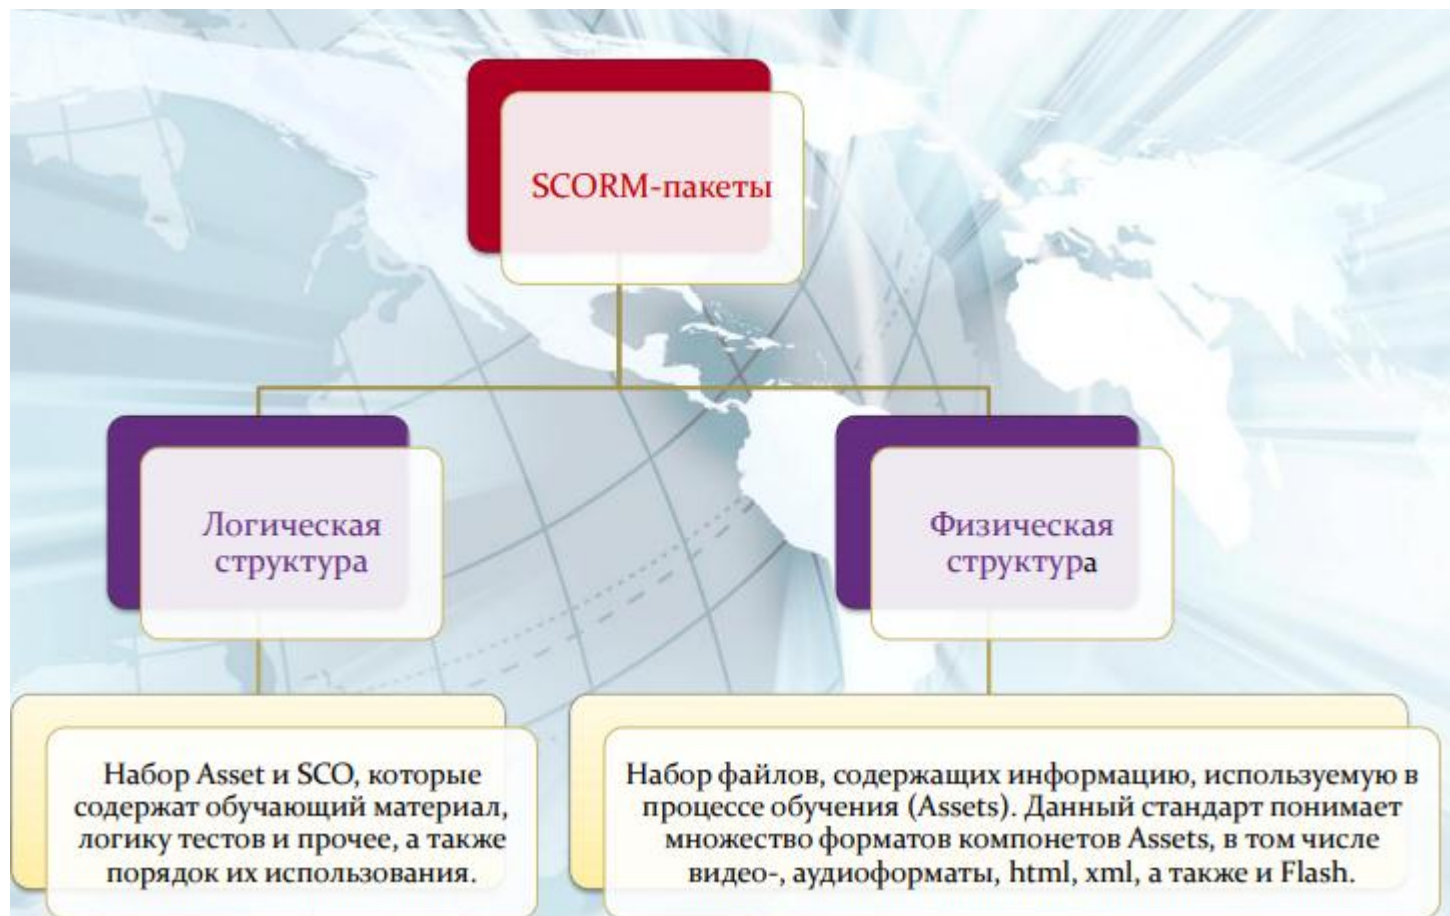 SCORM-пакеты
Логическая
структура
Физическая
структура
Набор Asset и SCO, которые
содержат обучающий материал,
логику тестов и прочее, а также
порядок их использования.
Набор файлов, содержащих информацию, используемую в
процессе обучения (Assets). Данный стандарт понимает
множество форматов компонетов Assets, в том числе
видео-, аудиоформаты, html, xml, а также и Flash.